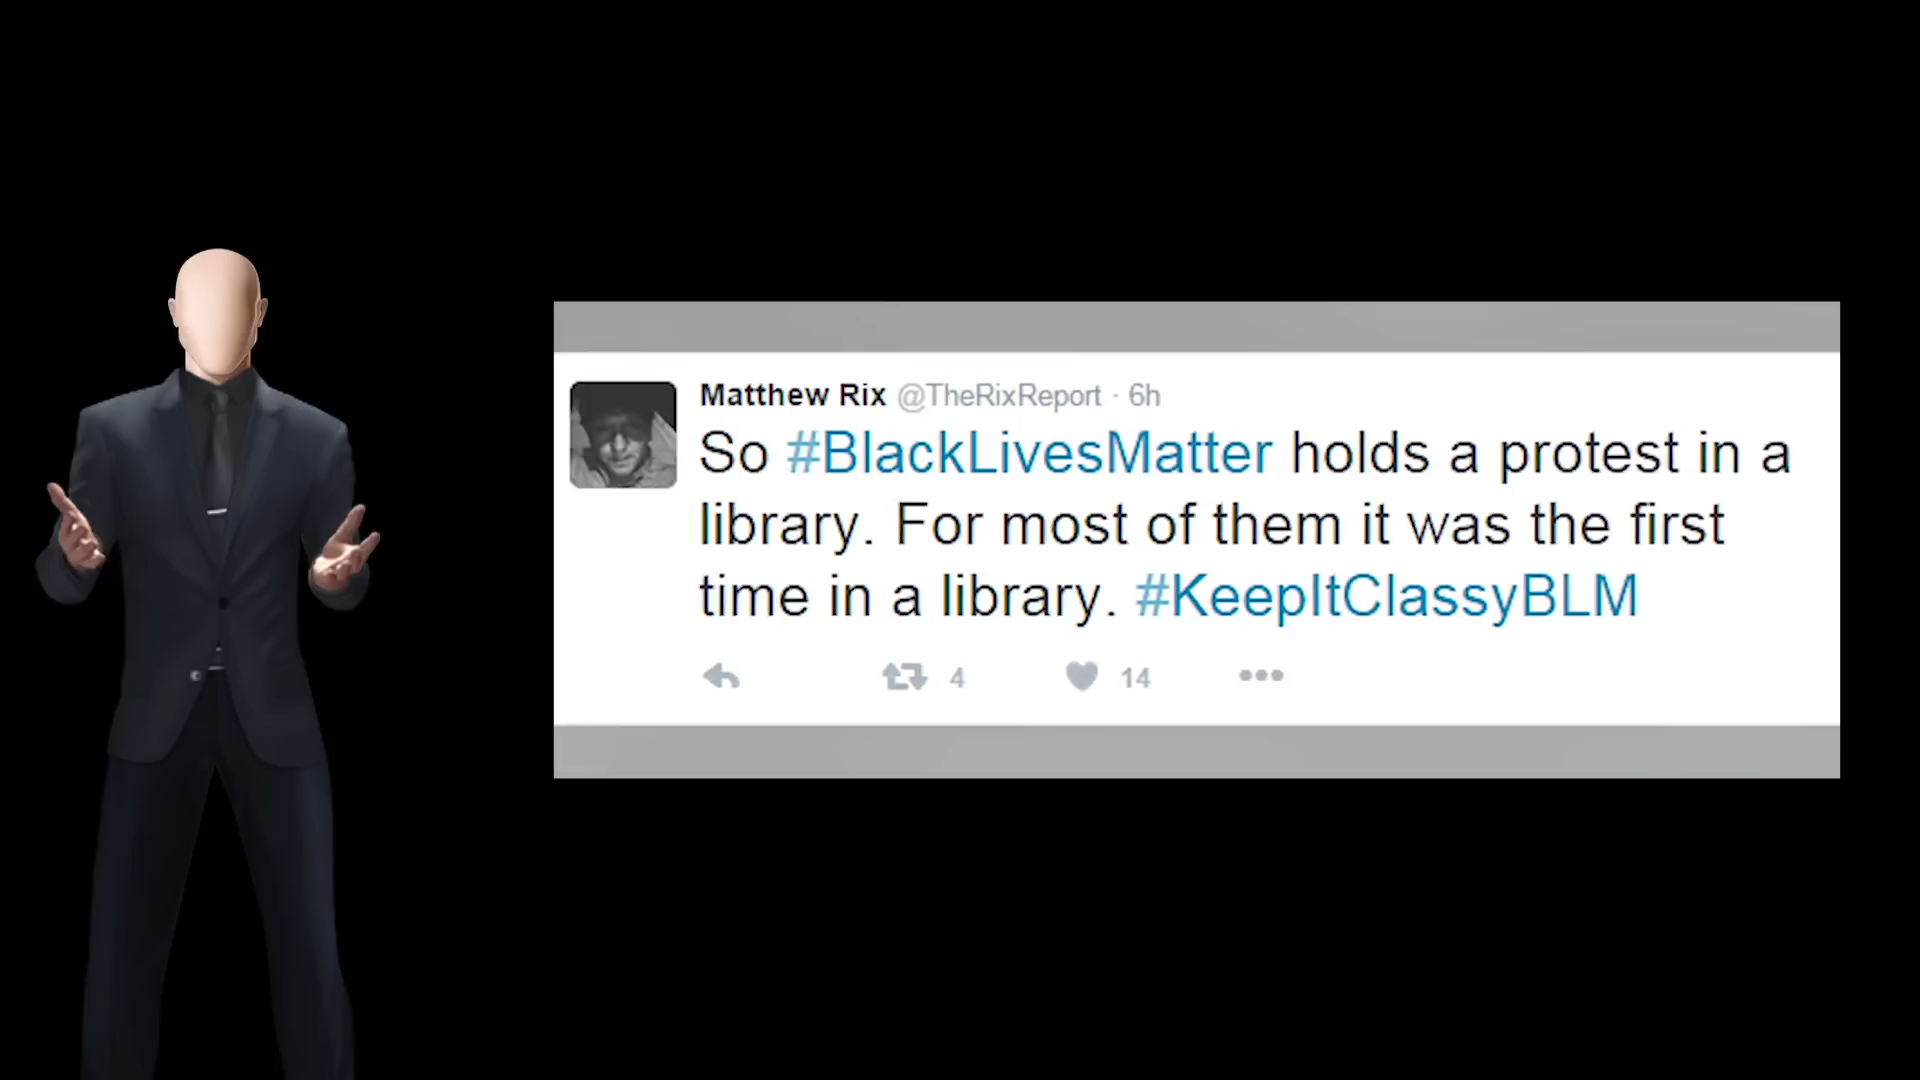 Matthew Rix @TheRixReport · 6h
So #BlackLivesMatter holds a protest in a
library. For most of them it was the first
time in a library. #KeepItClassyBLM
4 14